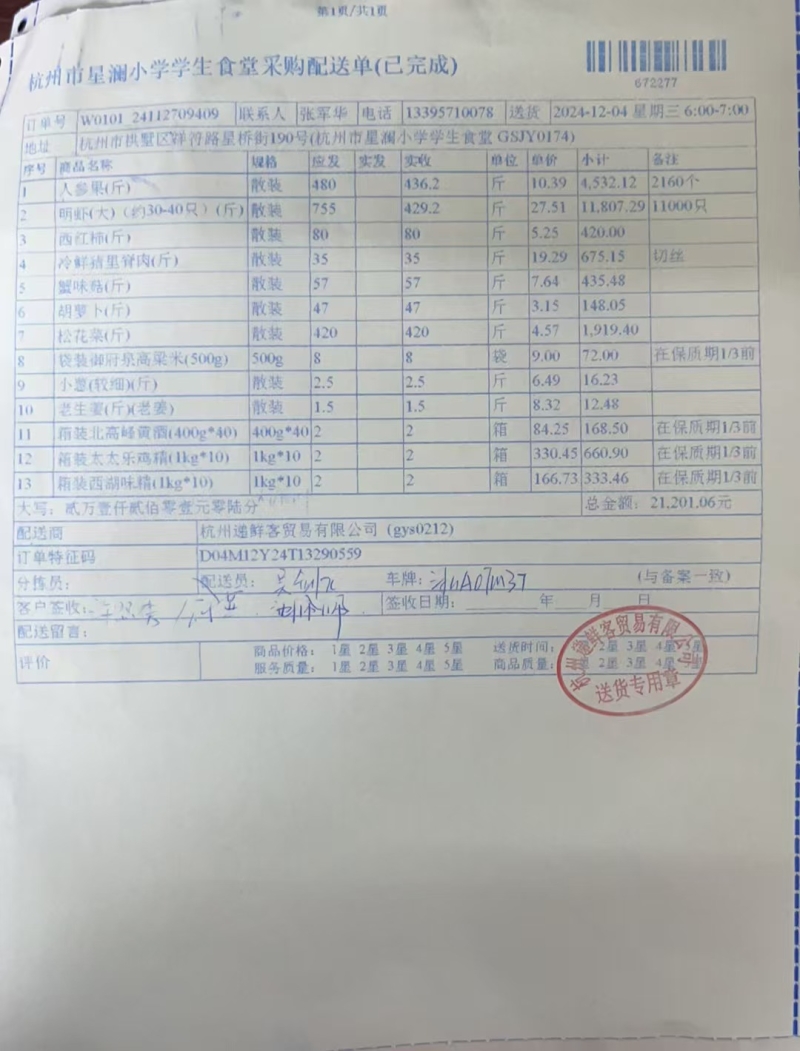 第1页/共1页
杭州市星澜小学学生食堂采购配送单(已完成)
672277
订单号 W0101 24112709409 联系人 张军华 电话 13395710078 送货 2024-12-04 星期三 6:00-7:00
地址 杭州市拱墅区祥符路星桥街190号(杭州市星澜小学学生食堂 GSJY0174)
序号 商品名称 规格 应发 实发 实收 单位 单价 小计 备注
1 人参果(斤) 散装 480 436.2 斤 10.39 4,532.12 2160个
2 明虾(大)(约30-40只)(斤) 散装 755 429.2 斤 27.51 11,807.29 11000只
3 西红柿(斤) 散装 80 80 斤 5.25 420.00
4 冷鲜猪里脊肉(斤) 散装 35 35 斤 19.29 675.15 切丝
5 蟹味菇(斤) 散装 57 57 斤 7.64 435.48
6 胡萝卜(斤) 散装 47 47 斤 3.15 148.05
7 松花菜(斤) 散装 420 420 斤 4.57 1,919.40
8 袋装御府泉高粱米(500g) 500g 8 8 袋 9.00 72.00 在保质期1/3前
9 小葱(较细)(斤) 散装 2.5 2.5 斤 6.49 16.23
10 老生姜(斤)(老姜) 散装 1.5 1.5 斤 8.32 12.48
11 箱装北高峰黄酒(400g*40) 400g*40 2 2 箱 84.25 168.50 在保质期1/3前
12 箱装太太乐鸡精(1kg*10) 1kg*10 2 2 箱 330.45 660.90 在保质期1/3前
13 箱装西湖味精(1kg*10) 1kg*10 2 2 箱 166.73 333.46 在保质期1/3前
大写: 贰万壹仟贰佰零壹元零陆分 总金额: 21,201.06元
配送商 杭州递鲜客贸易有限公司 (gys0212)
订单特征码 D04M12Y24T13290559
分拣员: 配送员: 车牌: (与备案一致)
客户签收: 签收日期: 年 月 日
配送留言:
评价 商品价格: 1星 2星 3星 4星 5星 送货时间: 2星 3星 4星 5星
服务质量: 1星 2星 3星 4星 5星 商品质量: 2星 3星 4星
杭州递鲜客贸易有限公司
送货专用章